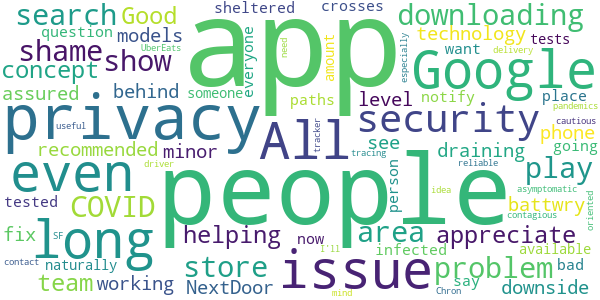 search Good sheltered crosses downloading
question models everyone app technology tests
shame show UberEats someone need amount especially want delivery
concept Google
assured behind paths level notify place pandemics
privacy All security phone cautious
recommended minor tracker see draining going
useful tracing reliable
even people person play
driver idea asymptomatic
tested COVID battwry oriented
long helping area appreciate contagious
fix SF now I'll infected available
naturally store issue problem say bad
contact team working NextDoor mind Chron downside